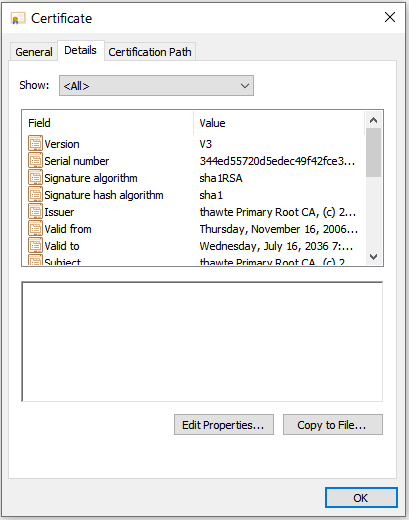 Certificate
General Details Certification Path
Show: <All>
Field Value
Version V3
Serial number 344ed55720d5edec49f42fce3...
Signature algorithm sha1RSA
Signature hash algorithm sha1
Issuer thawte Primary Root CA, (c) 2...
Valid from Thursday, November 16, 2006...
Valid to Wednesday, July 16, 2036 7:...
Subject thawte Primary Root CA, (c) 2
Edit Properties... Copy to File...
OK